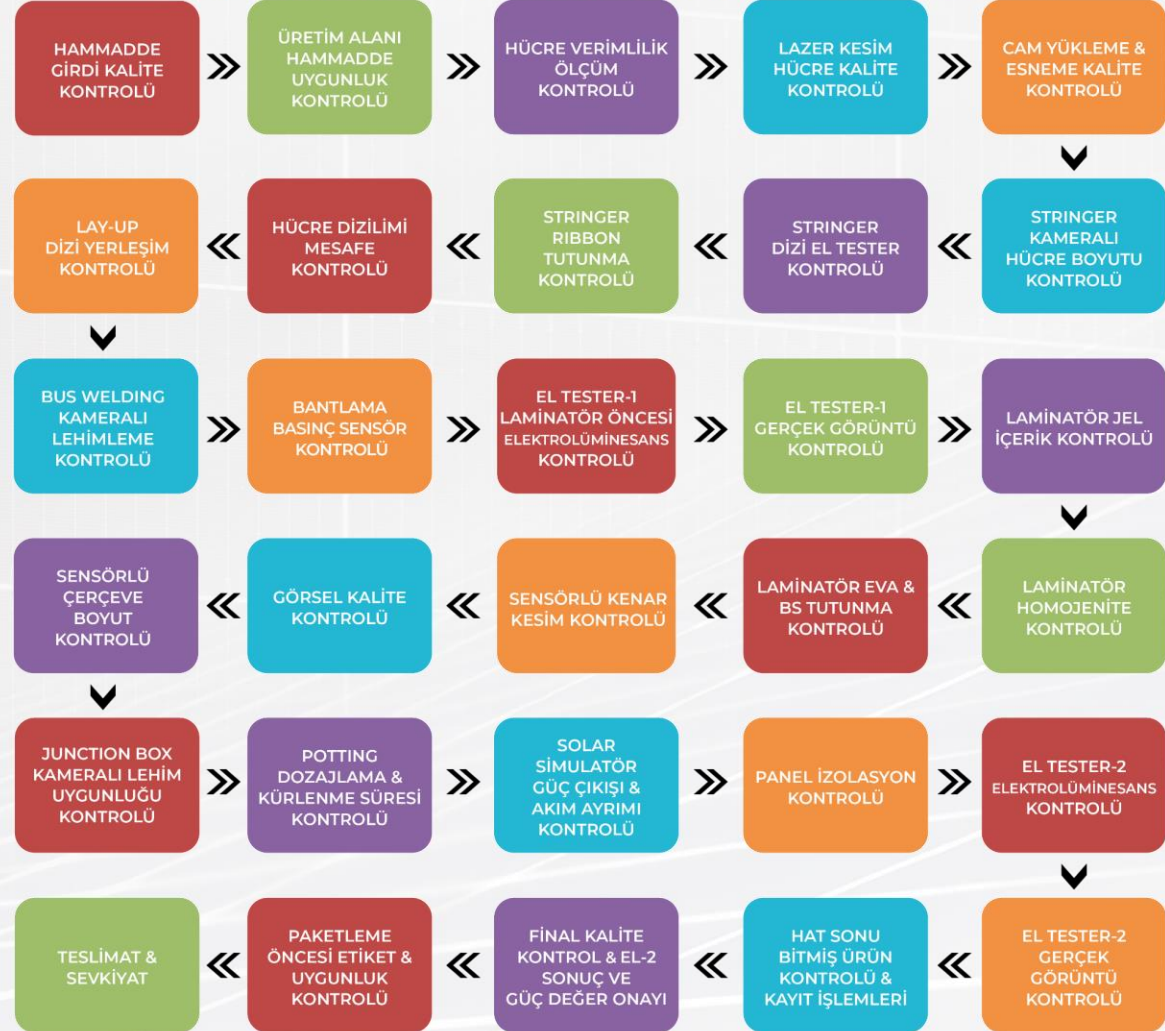 HAMMADDE
GİRDİ KALİTE
KONTROLÜ
ÜRETİM ALANI
HAMMADDE
UYGUNLUK
KONTROLÜ
HÜCRE VERİMLİLİK
ÖLÇÜM
KONTROLÜ
LAZER KESİM
HÜCRE KALİTE
KONTROLÜ
CAM YÜKLEME &
ESNEME KALİTE
KONTROLÜ
STRINGER
KAMERALI
HÜCRE BOYUTU
KONTROLÜ
STRINGER
DİZİ EL TESTER
KONTROLÜ
STRINGER
RIBBON
TUTUNMA
KONTROLÜ
HÜCRE DİZİLİMİ
MESAFE
KONTROLÜ
LAY-UP
DİZİ YERLEŞİM
KONTROLÜ
BUS WELDING
KAMERALI
LEHİMLEME
KONTROLÜ
BANTLAMA
BASINÇ SENSÖR
KONTROLÜ
EL TESTER-1
LAMİNATÖR ÖNCESİ
ELEKTROLÜMİNESANS
KONTROLÜ
EL TESTER-1
GERÇEK GÖRÜNTÜ
KONTROLÜ
LAMİNATÖR JEL
İÇERİK KONTROLÜ
LAMİNATÖR
HOMOJENİTE
KONTROLÜ
LAMİNATÖR EVA &
BS TUTUNMA
KONTROLÜ
SENSÖRLÜ KENAR
KESİM KONTROLÜ
GÖRSEL KALİTE
KONTROLÜ
SENSÖRLÜ
ÇERÇEVE
BOYUT
KONTROLÜ
JUNCTION BOX
KAMERALI LEHİM
UYGUNLUĞU
KONTROLÜ
POTTING
DOZAJLAMA &
KÜRLENME SÜRESİ
KONTROLÜ
SOLAR
SİMULATÖR
GÜÇ ÇIKIŞI &
AKIM AYRIMI
KONTROLÜ
PANEL İZOLASYON
KONTROLÜ
EL TESTER-2
ELEKTROLÜMİNESANS
KONTROLÜ
EL TESTER-2
GERÇEK
GÖRÜNTÜ
KONTROLÜ
HAT SONU
BİTMİŞ ÜRÜN
KONTROLÜ &
KAYIT İŞLEMLERİ
FİNAL KALİTE
KONTROL & EL-2
SONUÇ VE
GÜÇ DEĞER ONAYI
PAKETLEME
ÖNCESİ ETİKET &
UYGUNLUK
KONTROLÜ
TESLİMAT &
SEVKİYAT